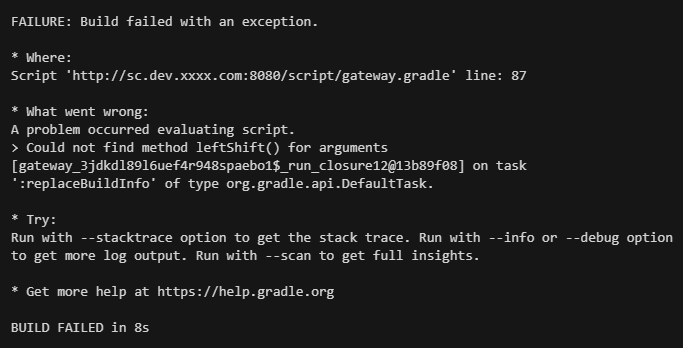 FAILURE: Build failed with an exception.
* Where:
Script 'http://sc.dev.xxxx.com:8080/script/gateway.gradle' line: 87
* What went wrong:
A problem occurred evaluating script.
> Could not find method leftShift() for arguments
[gateway_3jdkdl89l6uef4r948spaebo1$_run_closure12@13b89f08] on task
':replaceBuildInfo' of type org.gradle.api.DefaultTask.
* Try:
Run with --stacktrace option to get the stack trace. Run with --info or --debug option
to get more log output. Run with --scan to get full insights.
* Get more help at https://help.gradle.org
BUILD FAILED in 8s